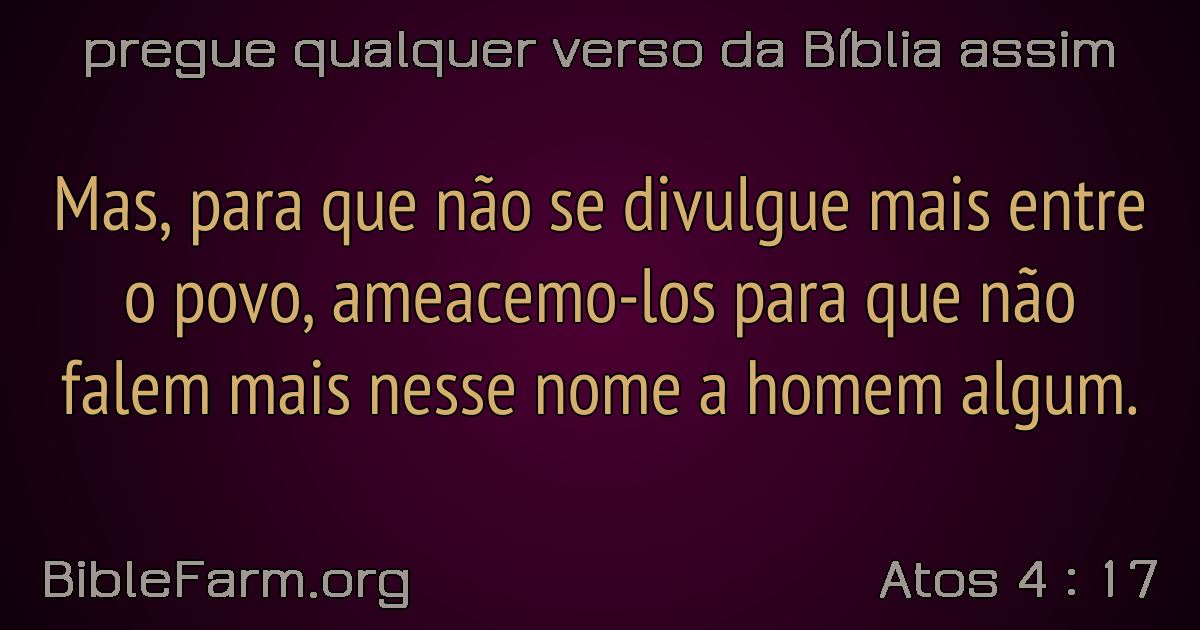 pregue qualquer verso da Bíblia assim
Mas, para que não se divulgue mais entre
o povo, ameacemo-los para que não
falem mais nesse nome a homem algum.
BibleFarm.org
Atos 4 : 17